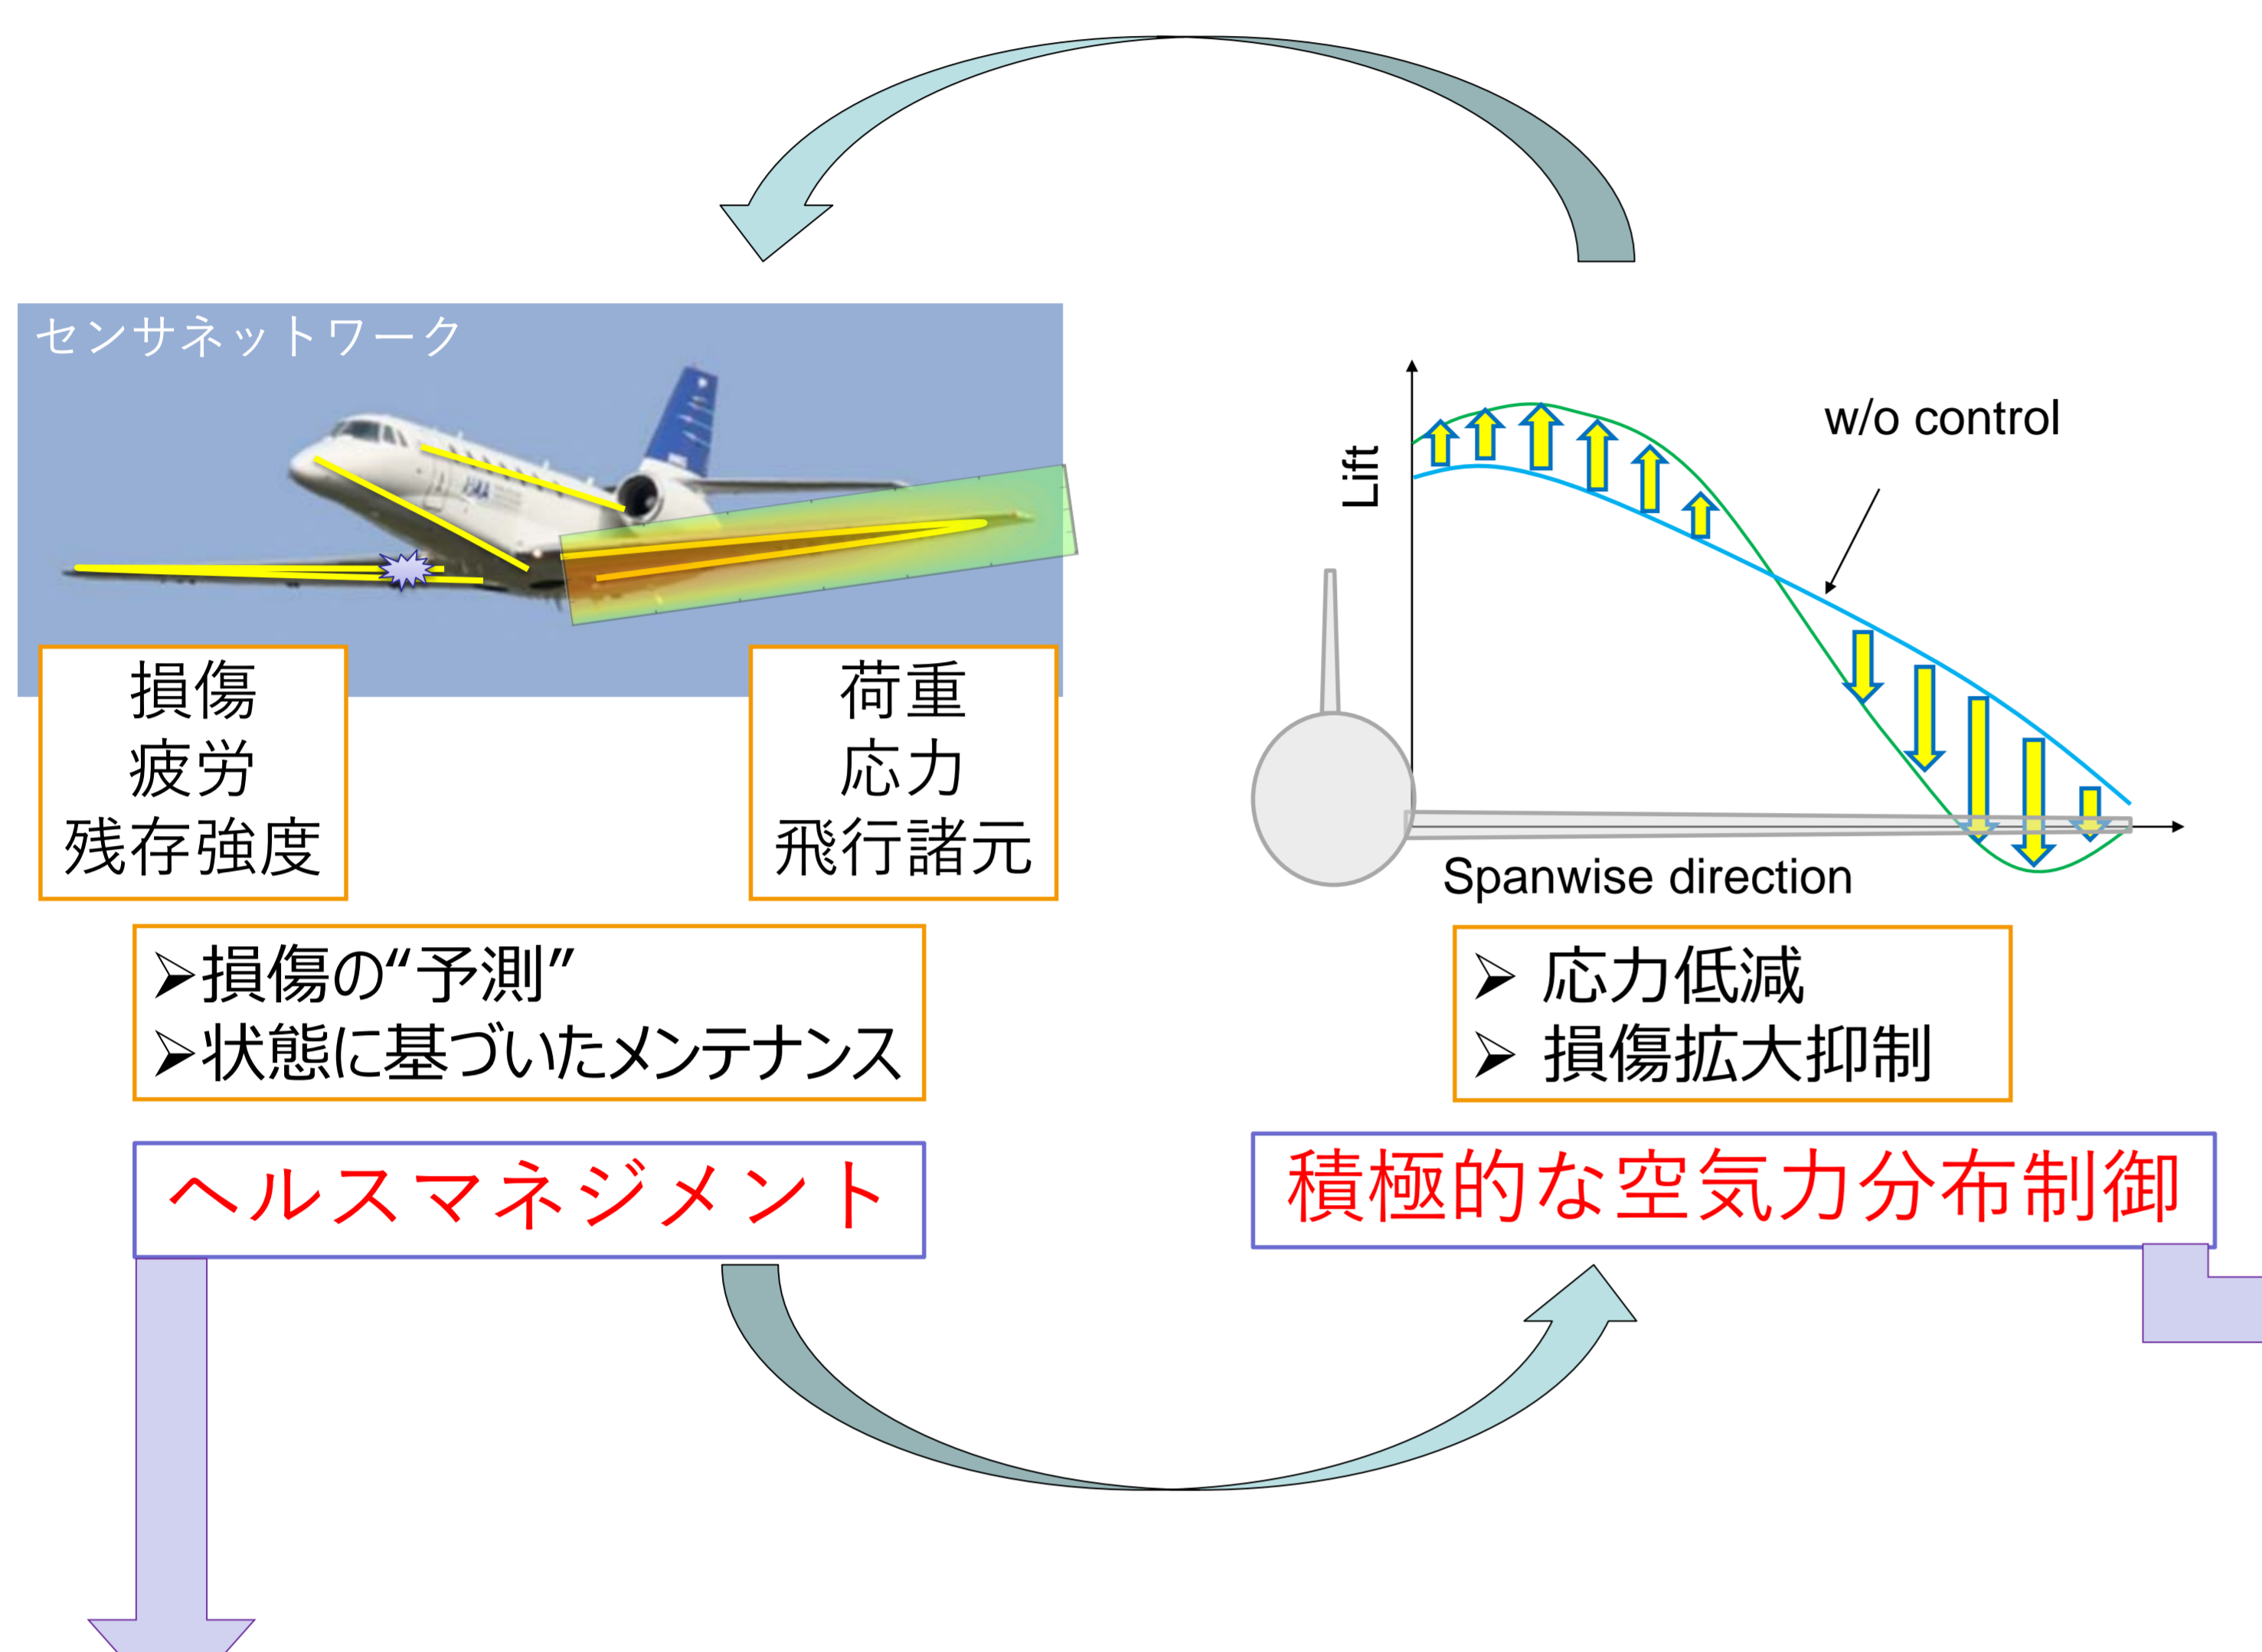 センサネットワーク
損傷
疲労
残存強度
荷重
応力
飛行諸元
➢損傷の“予測”
➢状態に基づいたメンテナンス
ヘルスマネジメント
Lift
w/o control
Spanwise direction
➢ 応力低減
➢ 損傷拡大抑制
積極的な空気力分布制御